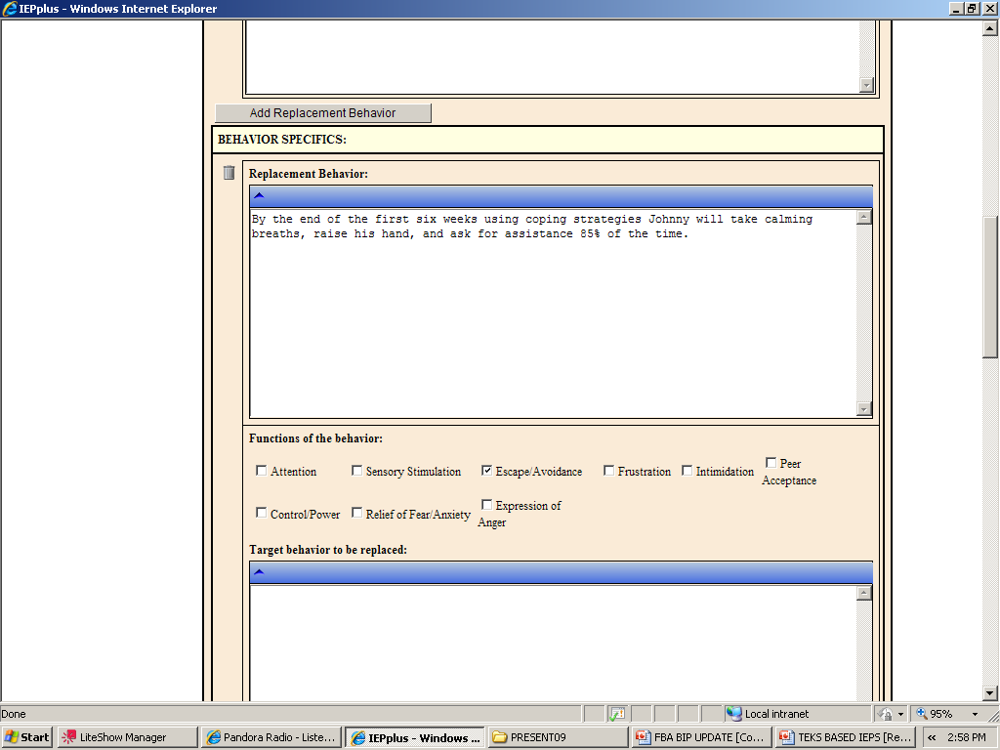 IEPplus - Windows Internet Explorer
Add Replacement Behavior
BEHAVIOR SPECIFICS:
Replacement Behavior:
By the end of the first six weeks using coping strategies Johnny will take calming
breaths, raise his hand, and ask for assistance 85% of the time.
Functions of the behavior:
Attention Sensory Stimulation Escape/Avoidance Frustration Intimidation Peer
Acceptance
Control/Power Relief of Fear/Anxiety Expression of
Anger
Target behavior to be replaced:
Done Local intranet 95%
Start LiteShow Manager Pandora Radio - Liste... IEPplus - Windows ... PRESENT09 FBA BIP UPDATE [Co... TEKS BASED IEPS [Re... « 2:58 PM